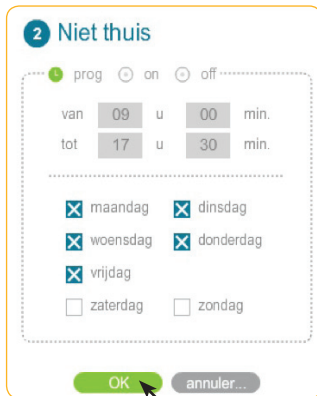 2 Niet thuis
prog on off
van 09 u 00 min.
tot 17 u 30 min.
maandag dinsdag
woensdag donderdag
vrijdag
zaterdag zondag
OK annuler...